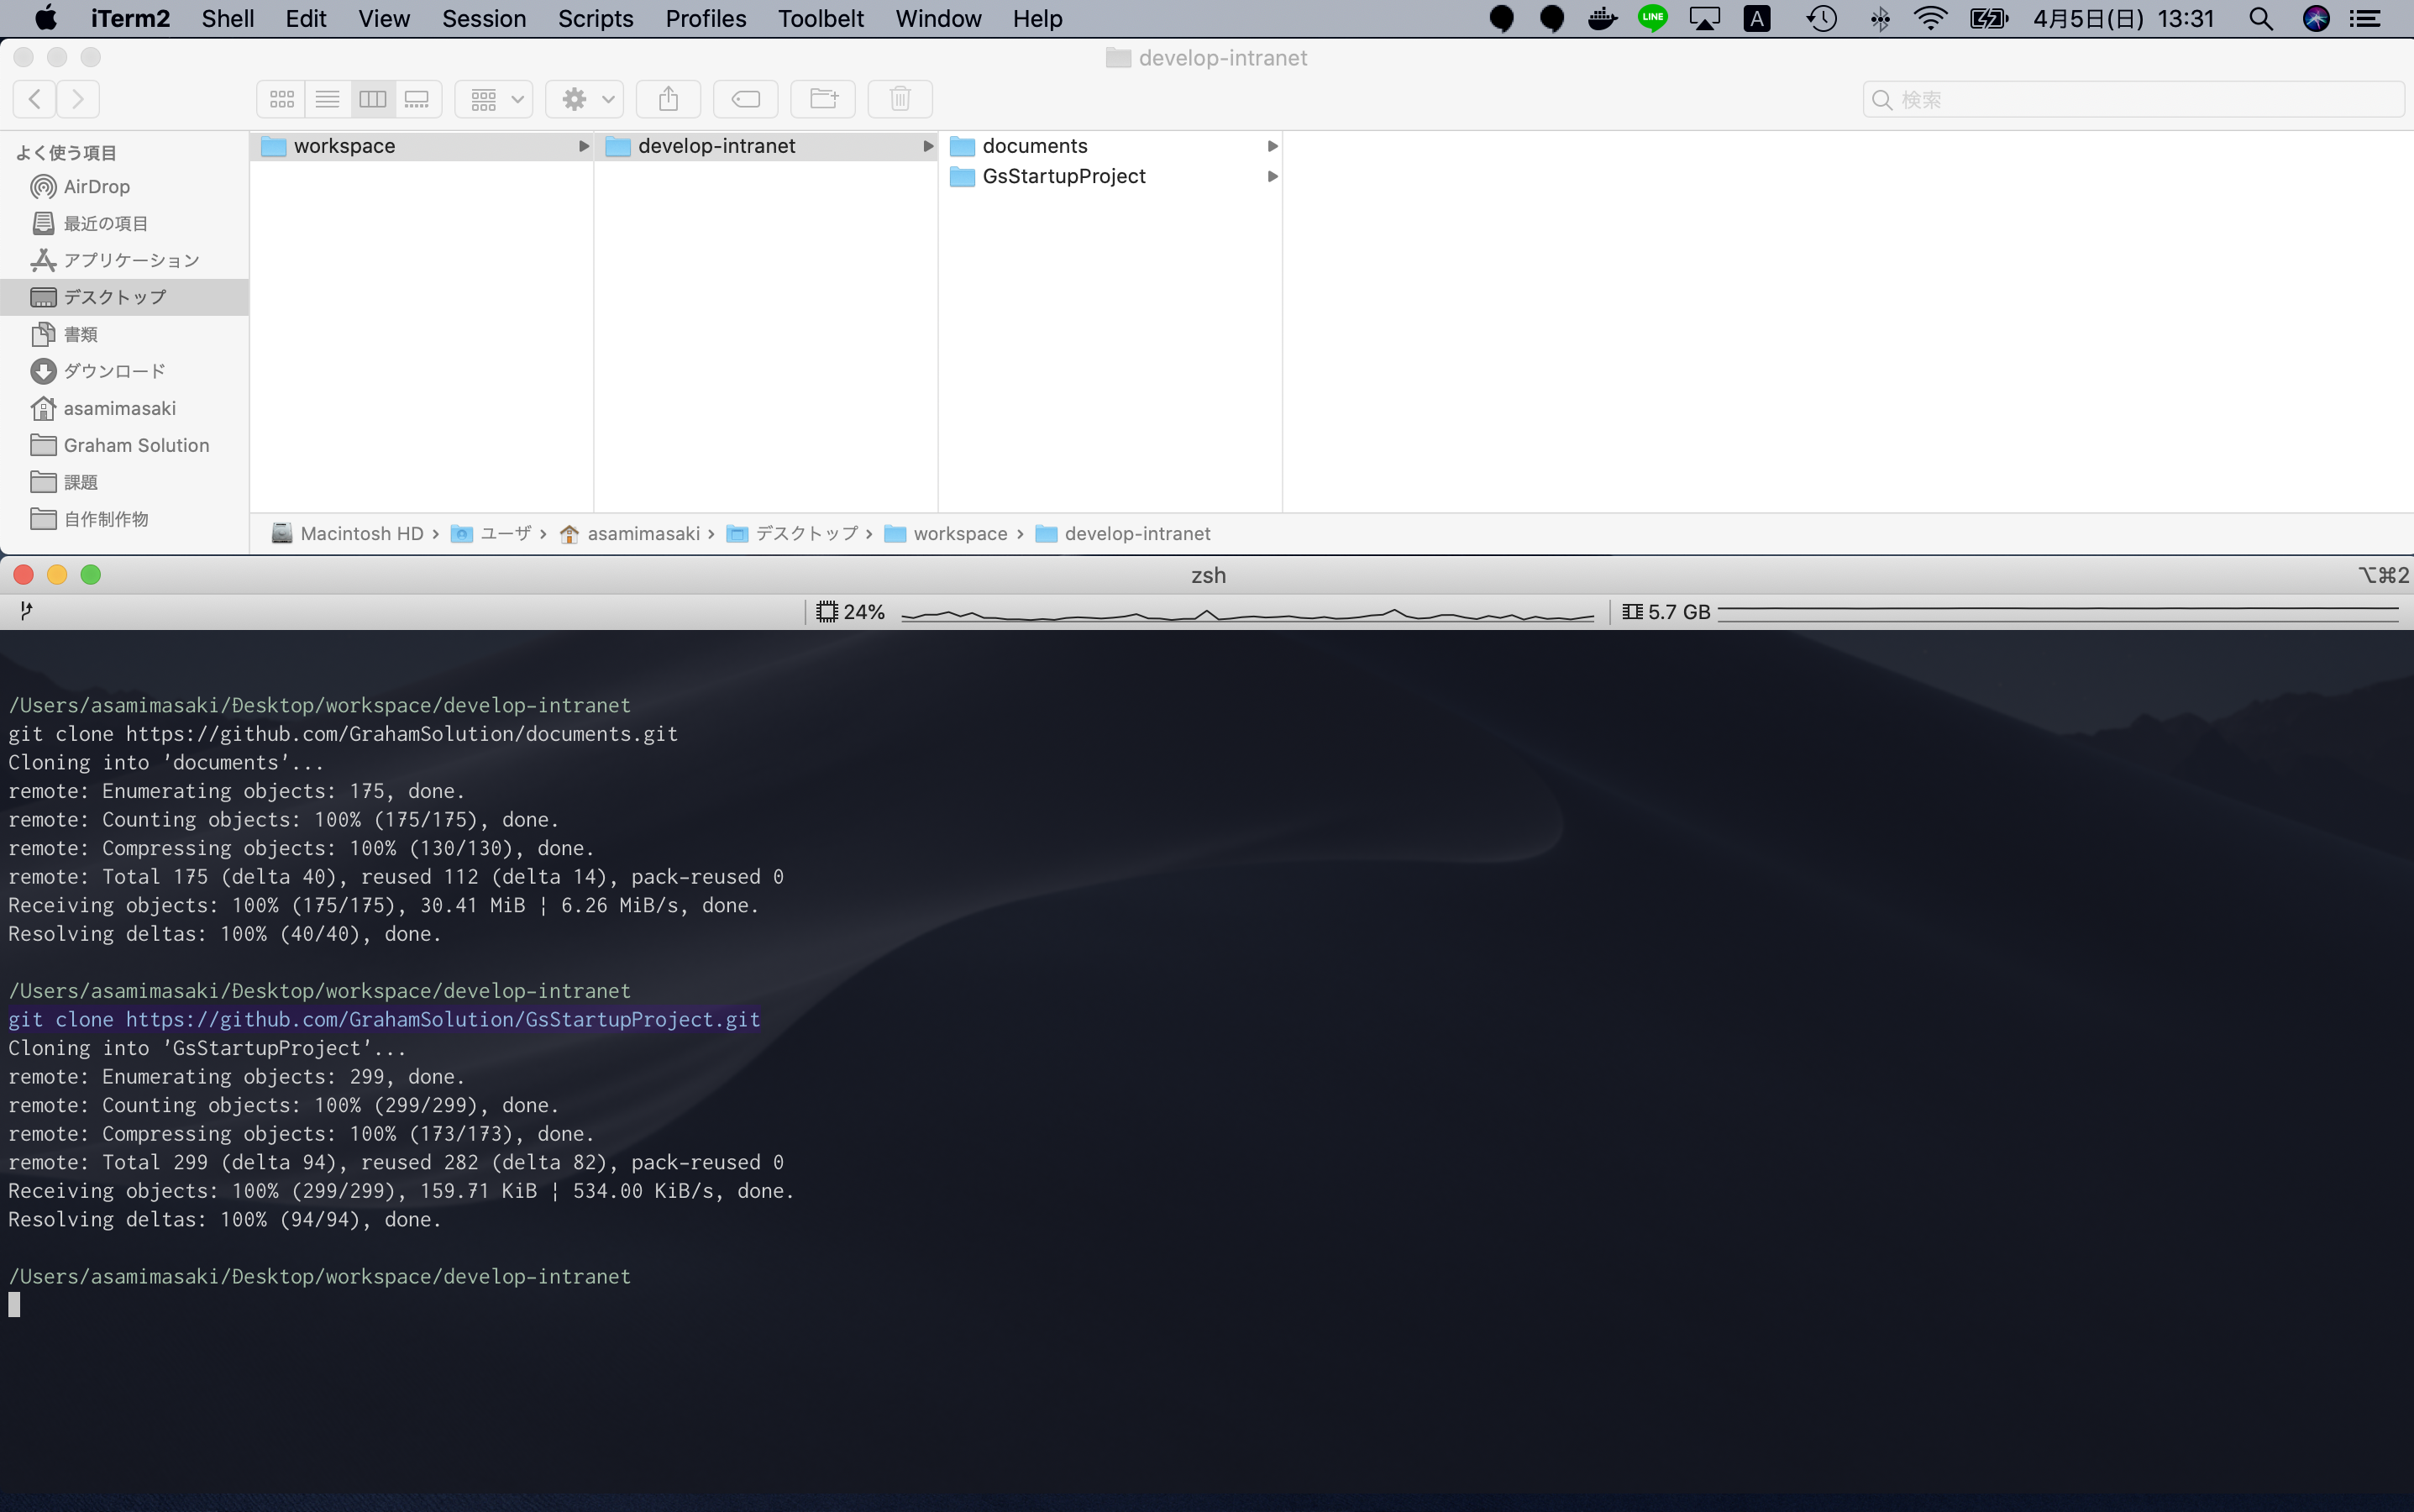 iTerm2 Shell Edit View Session Scripts Profiles Toolbelt Window Help LINE A 4月5日(日) 13:31
develop-intranet
検索
よく使う項目
AirDrop
最近の項目
アプリケーション
デスクトップ
書類
ダウンロード
asamimasaki
Graham Solution
課題
自作制作物
workspace
develop-intranet
documents
GsStartupProject
Macintosh HD › ユーザ › asamimasaki › デスクトップ › workspace › develop-intranet
zsh ⌥⌘2
24% 5.7 GB
/Users/asamimasaki/Desktop/workspace/develop-intranet
git clone https://github.com/GrahamSolution/documents.git
Cloning into 'documents'...
remote: Enumerating objects: 175, done.
remote: Counting objects: 100% (175/175), done.
remote: Compressing objects: 100% (130/130), done.
remote: Total 175 (delta 40), reused 112 (delta 14), pack-reused 0
Receiving objects: 100% (175/175), 30.41 MiB | 6.26 MiB/s, done.
Resolving deltas: 100% (40/40), done.
/Users/asamimasaki/Desktop/workspace/develop-intranet
git clone https://github.com/GrahamSolution/GsStartupProject.git
Cloning into 'GsStartupProject'...
remote: Enumerating objects: 299, done.
remote: Counting objects: 100% (299/299), done.
remote: Compressing objects: 100% (173/173), done.
remote: Total 299 (delta 94), reused 282 (delta 82), pack-reused 0
Receiving objects: 100% (299/299), 159.71 KiB | 534.00 KiB/s, done.
Resolving deltas: 100% (94/94), done.
/Users/asamimasaki/Desktop/workspace/develop-intranet